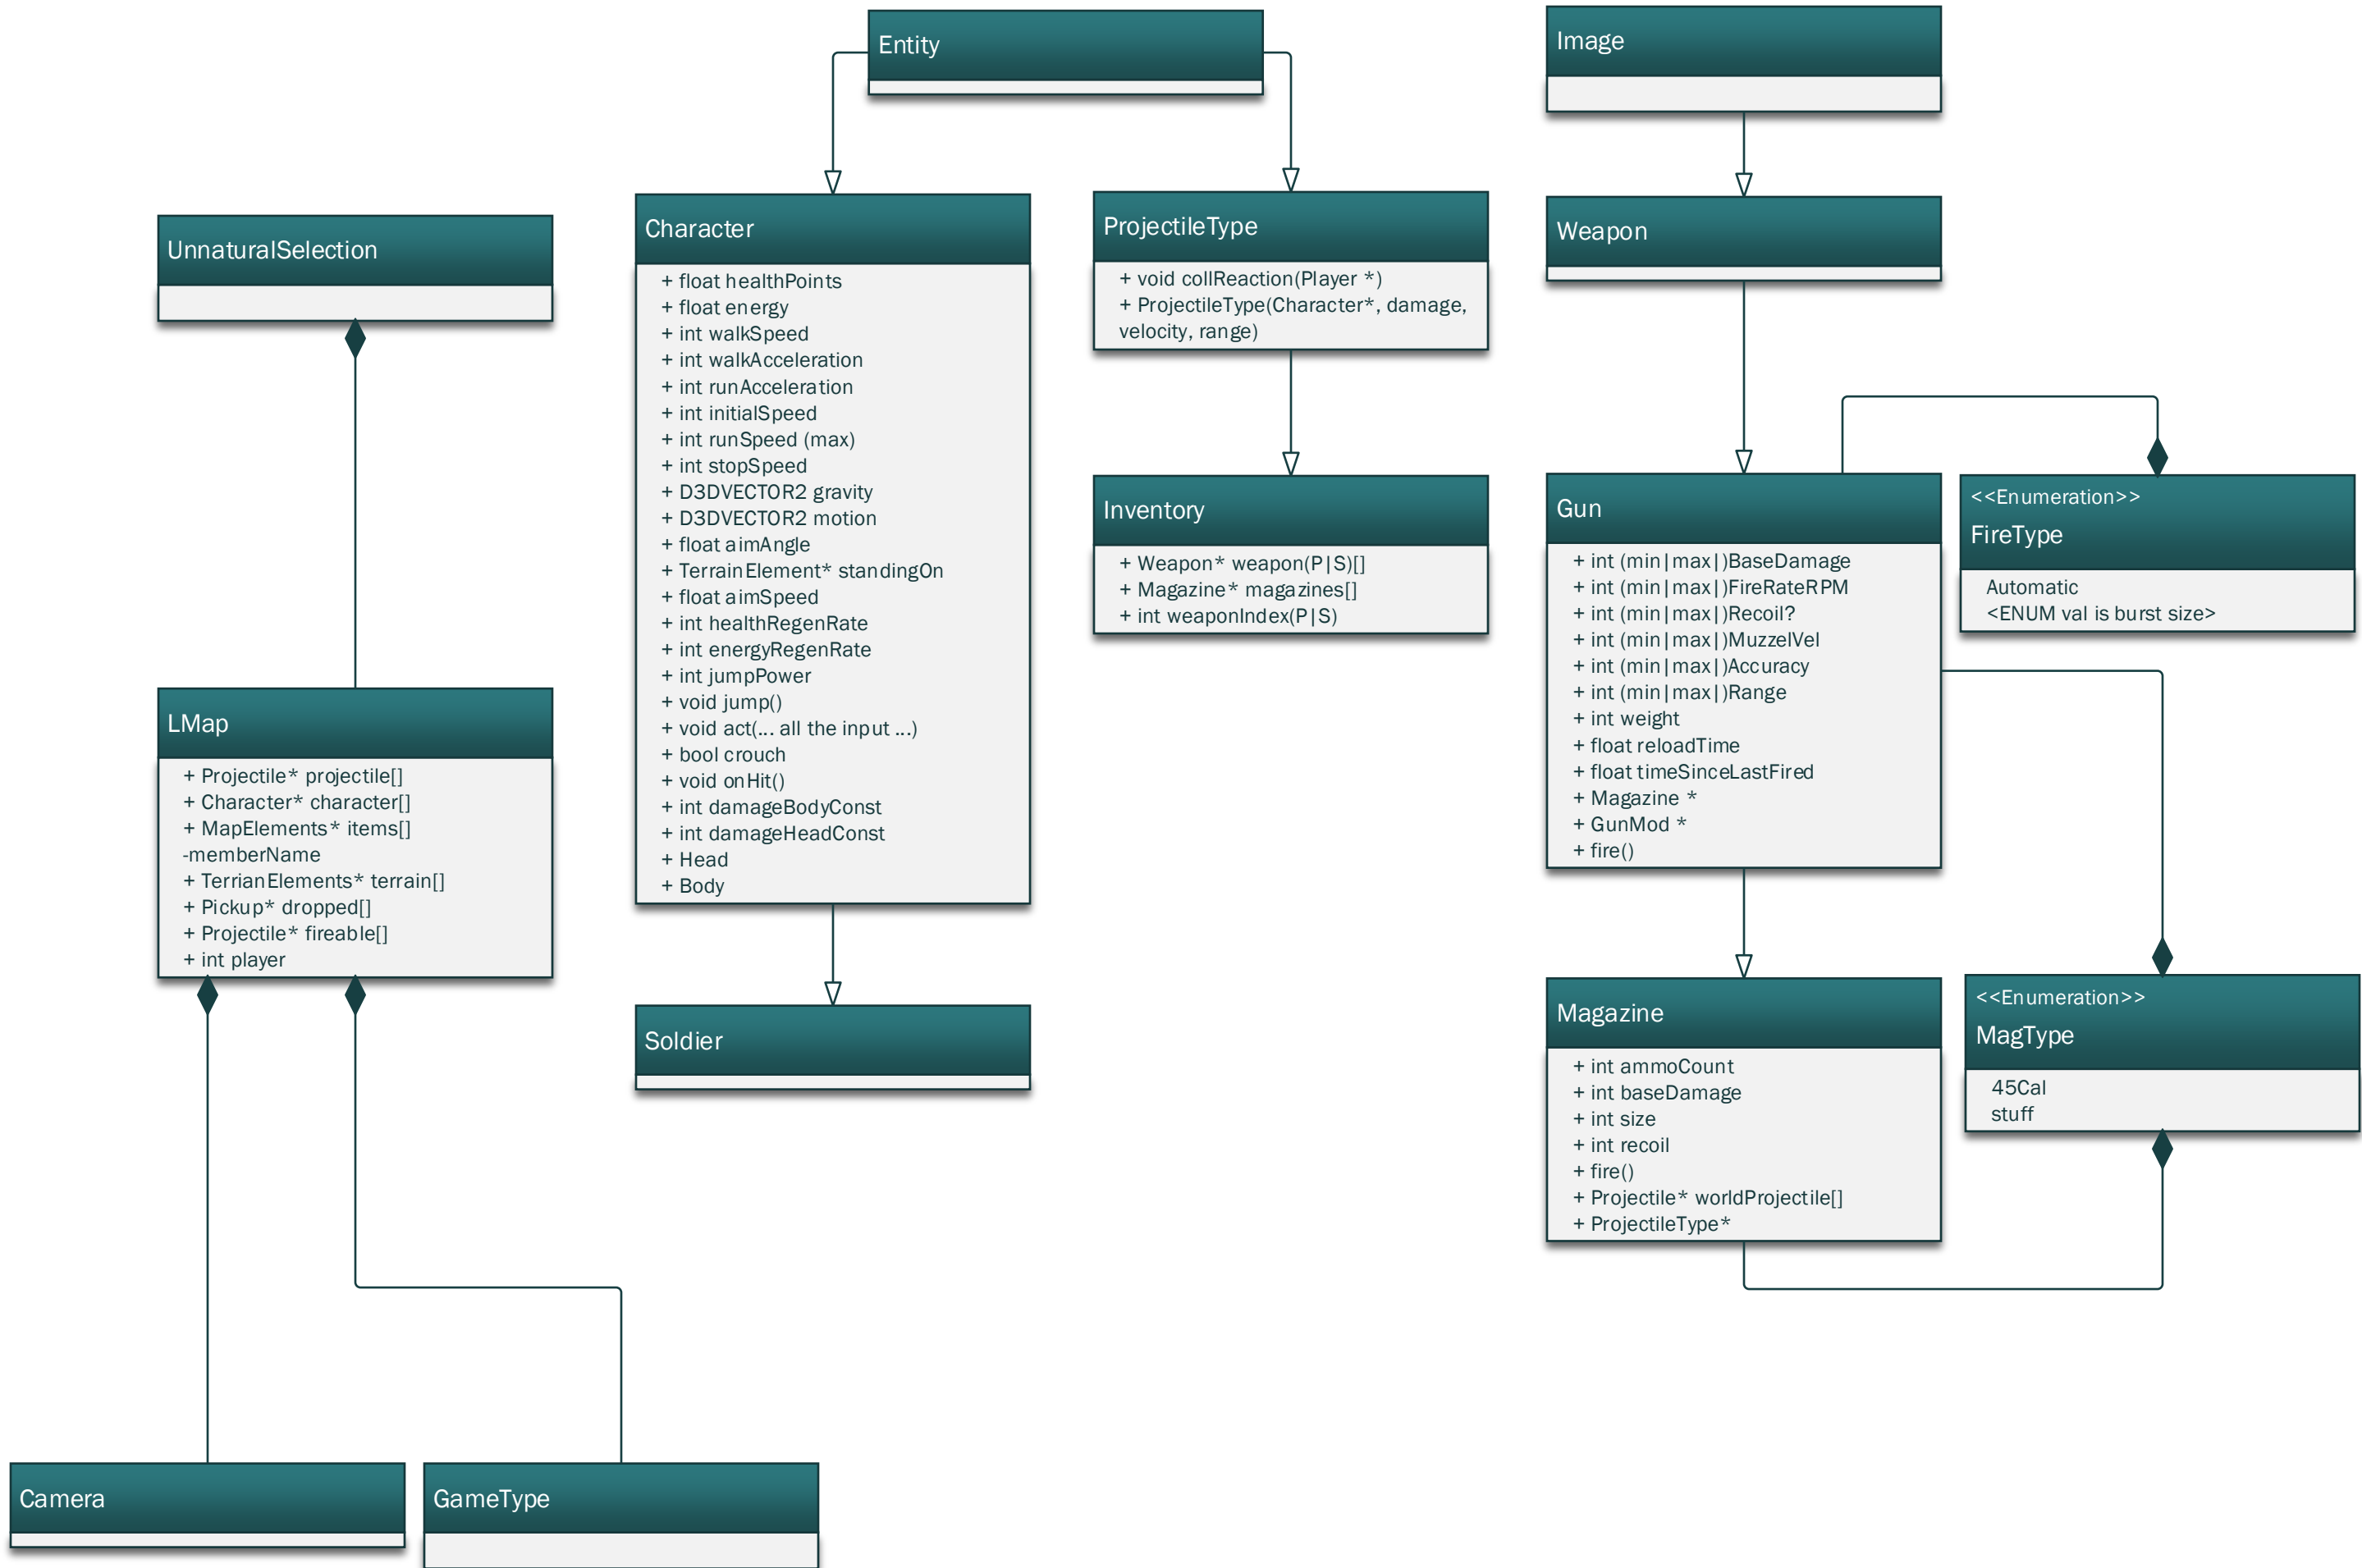 Entity
Image
UnnaturalSelection
Character
+ float healthPoints
+ float energy
+ int walkSpeed
+ int walkAcceleration
+ int runAcceleration
+ int initialSpeed
+ int runSpeed (max)
+ int stopSpeed
+ D3DVECTOR2 gravity
+ D3DVECTOR2 motion
+ float aimAngle
+ TerrainElement* standingOn
+ float aimSpeed
+ int healthRegenRate
+ int energyRegenRate
+ int jumpPower
+ void jump()
+ void act(... all the input ...)
+ bool crouch
+ void onHit()
+ int damageBodyConst
+ int damageHeadConst
+ Head
+ Body
ProjectileType
+ void collReaction(Player *)
+ ProjectileType(Character*, damage,
velocity, range)
Weapon
Inventory
+ Weapon* weapon(P|S)[]
+ Magazine* magazines[]
+ int weaponIndex(P|S)
Gun
+ int (min|max|)BaseDamage
+ int (min|max|)FireRateRPM
+ int (min|max|)Recoil?
+ int (min|max|)MuzzelVel
+ int (min|max|)Accuracy
+ int (min|max|)Range
+ int weight
+ float reloadTime
+ float timeSinceLastFired
+ Magazine *
+ GunMod *
+ fire()
<<Enumeration>>
FireType
Automatic
<ENUM val is burst size>
LMap
+ Projectile* projectile[]
+ Character* character[]
+ MapElements* items[]
-memberName
+ TerrianElements* terrain[]
+ Pickup* dropped[]
+ Projectile* fireable[]
+ int player
Soldier
Magazine
+ int ammoCount
+ int baseDamage
+ int size
+ int recoil
+ fire()
+ Projectile* worldProjectile[]
+ ProjectileType*
<<Enumeration>>
MagType
45Cal
stuff
Camera
GameType